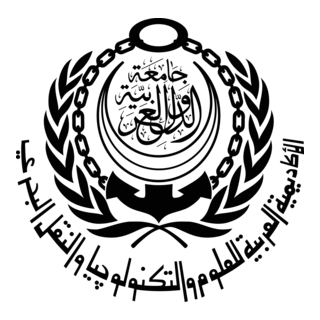 جامعة
الدول العربية
الأكاديمية العربية للعلوم والتكنولوجيا والنقل البحري